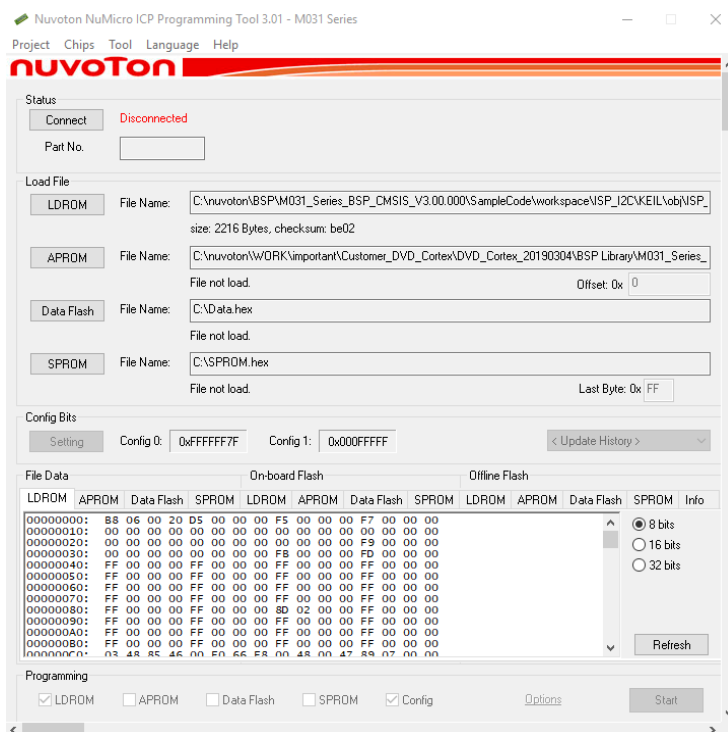 Nuvoton NuMicro ICP Programming Tool 3.01 - M031 Series
Project Chips Tool Language Help
nuvoTon
Status
Connect Disconnected
Part No.
Load File
LDROM File Name: C:\nuvoton\BSP\M031_Series_BSP_CMSIS_V3.00.000\SampleCode\workspace\ISP_I2C\KEIL\obj\ISP_
size: 2216 Bytes, checksum: be02
APROM File Name: C:\nuvoton\WORK\important\Customer_DVD_Cortex\DVD_Cortex_20190304\BSP Library\M031_Series_
File not load. Offset: 0x 0
Data Flash File Name: C:\Data.hex
File not load.
SPROM File Name: C:\SPROM.hex
File not load. Last Byte: 0x FF
Config Bits
Setting Config 0: 0xFFFFFF7F Config 1: 0x000FFFFF < Update History >
File Data On-board Flash Offline Flash
LDROM APROM Data Flash SPROM LDROM APROM Data Flash SPROM LDROM APROM Data Flash SPROM Info
00000000: B8 06 00 20 D5 00 00 00 F5 00 00 00 F7 00 00 00
00000010: 00 00 00 00 00 00 00 00 00 00 00 00 00 00 00 00
00000020: 00 00 00 00 00 00 00 00 00 00 00 00 F9 00 00 00
00000030: 00 00 00 00 00 00 00 00 FB 00 00 00 FD 00 00 00
00000040: FF 00 00 00 FF 00 00 00 FF 00 00 00 FF 00 00 00
00000050: FF 00 00 00 FF 00 00 00 FF 00 00 00 FF 00 00 00
00000060: FF 00 00 00 FF 00 00 00 FF 00 00 00 FF 00 00 00
00000070: FF 00 00 00 FF 00 00 00 FF 00 00 00 FF 00 00 00
00000080: FF 00 00 00 FF 00 00 00 8D 02 00 00 FF 00 00 00
00000090: FF 00 00 00 FF 00 00 00 FF 00 00 00 FF 00 00 00
000000A0: FF 00 00 00 FF 00 00 00 FF 00 00 00 FF 00 00 00
000000B0: FF 00 00 00 FF 00 00 00 FF 00 00 00 FF 00 00 00
000000C0: 03 48 85 46 00 F0 66 F8 00 48 00 47 89 07 00 00
8 bits
16 bits
32 bits
Refresh
Programming
LDROM APROM Data Flash SPROM Config Options Start